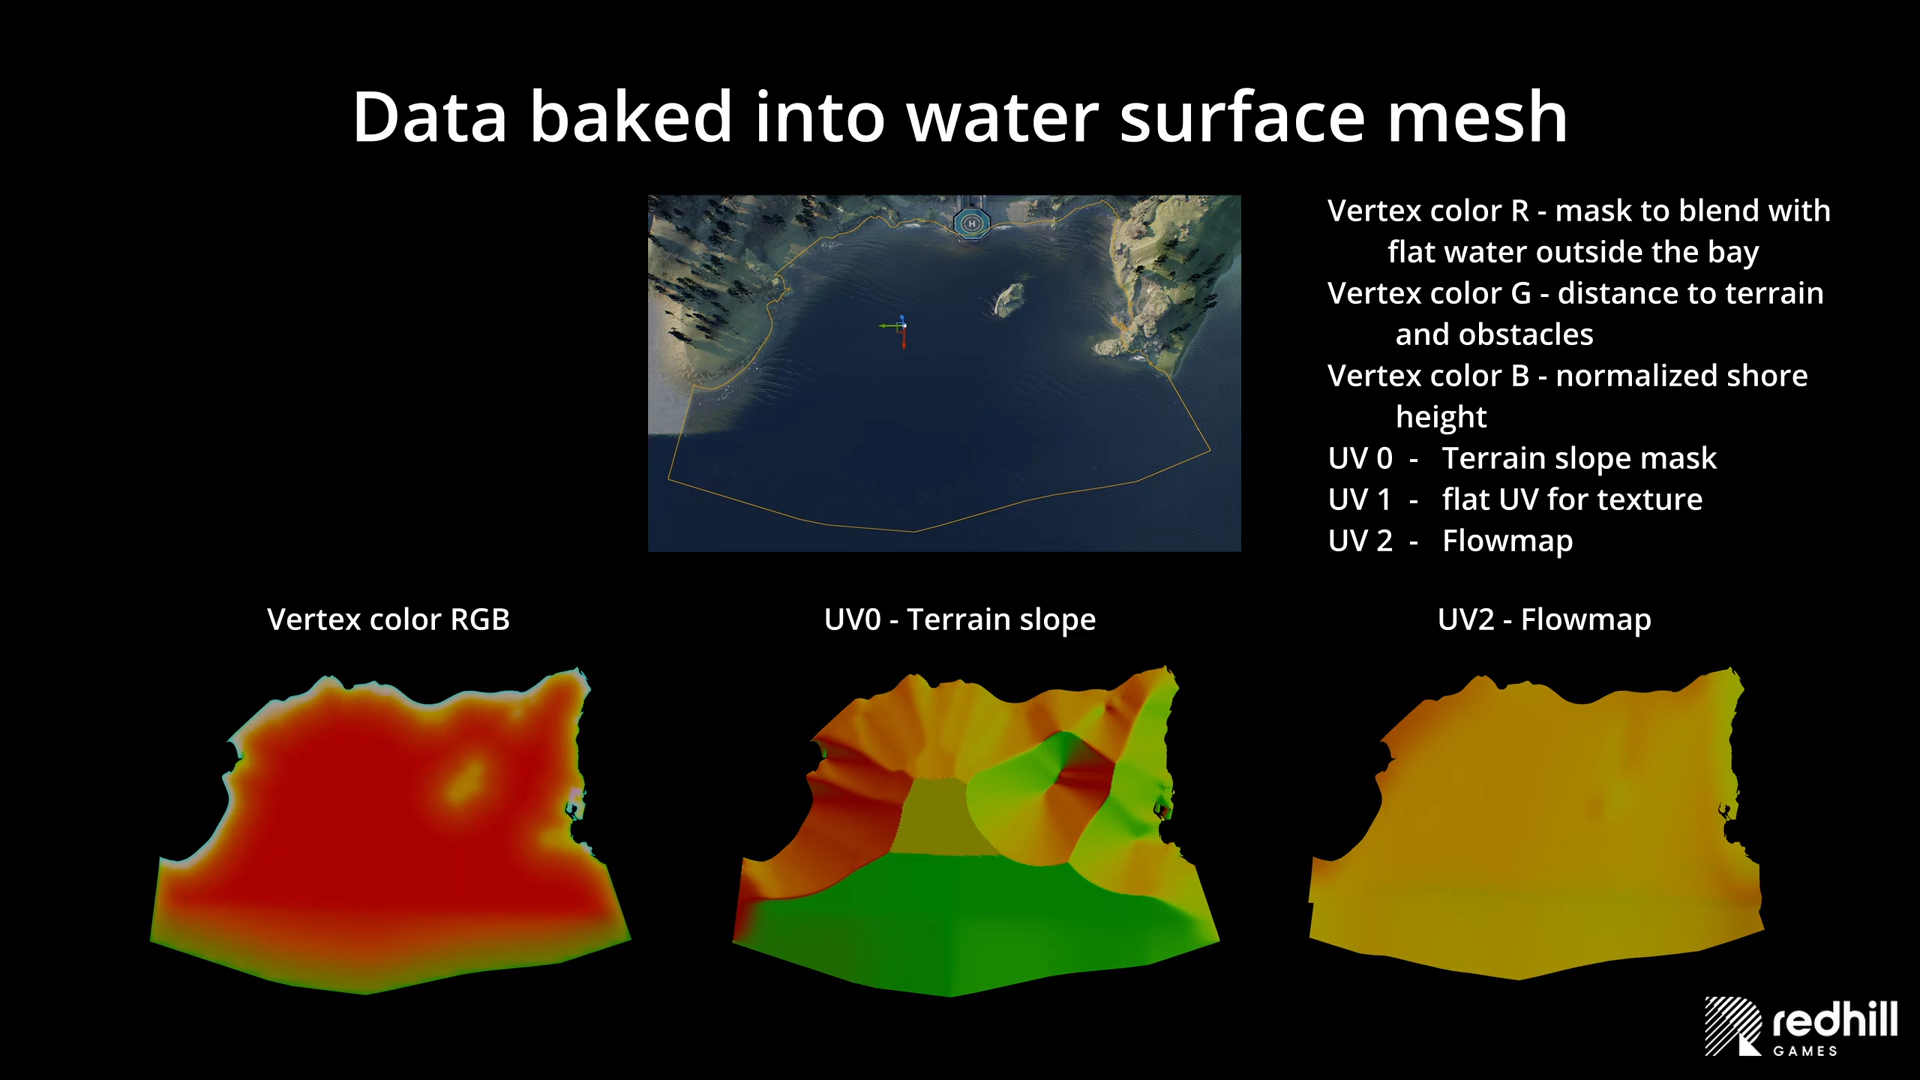 Data baked into water surface mesh
H
Vertex color R - mask to blend with
flat water outside the bay
Vertex color G - distance to terrain
and obstacles
Vertex color B - normalized shore
height
UV 0 - Terrain slope mask
UV 1 - flat UV for texture
UV 2 - Flowmap
Vertex color RGB
UV0 - Terrain slope
UV2 - Flowmap
redhill
GAMES